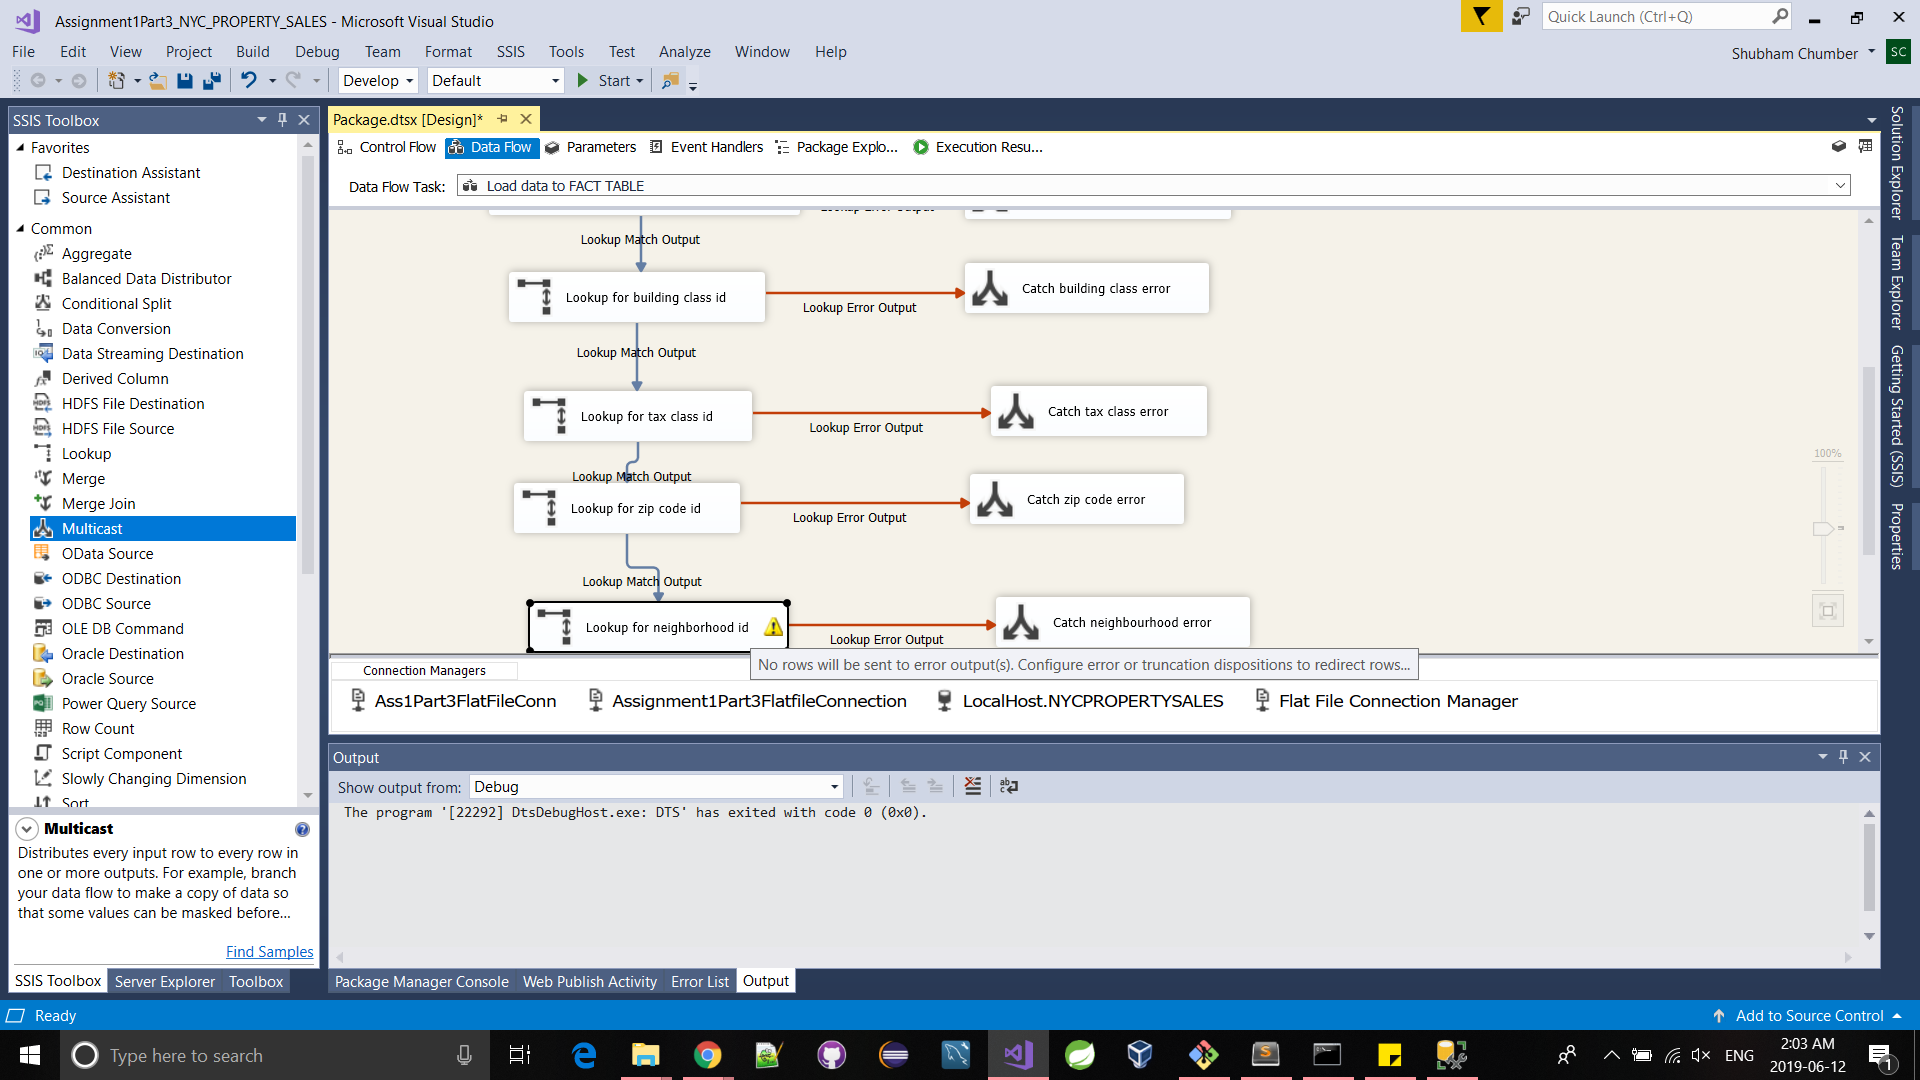 Assignment1Part3_NYC_PROPERTY_SALES - Microsoft Visual Studio
Quick Launch (Ctrl+Q)
File Edit View Project Build Debug Team Format SSIS Tools Test Analyze Window Help
Shubham Chumber SC
Develop Default Start
SSIS Toolbox
Favorites
Destination Assistant
Source Assistant
Common
Aggregate
Balanced Data Distributor
Conditional Split
Data Conversion
Data Streaming Destination
Derived Column
HDFS File Destination
HDFS File Source
Lookup
Merge
Merge Join
Multicast
OData Source
ODBC Destination
ODBC Source
OLE DB Command
Oracle Destination
Oracle Source
Power Query Source
Row Count
Script Component
Slowly Changing Dimension
Sort
Multicast
Distributes every input row to every row in
one or more outputs. For example, branch
your data flow to make a copy of data so
that some values can be masked before...
Find Samples
SSIS Toolbox Server Explorer Toolbox
Package.dtsx [Design]*
Control Flow Data Flow Parameters Event Handlers Package Explo... Execution Resu...
Data Flow Task: Load data to FACT TABLE
Lookup Error Output
Lookup Match Output
Lookup for building class id
Lookup Error Output
Catch building class error
Lookup Match Output
Lookup for tax class id
Lookup Error Output
Catch tax class error
Lookup Match Output
Lookup for zip code id
Lookup Error Output
Catch zip code error
Lookup Match Output
Lookup for neighborhood id
Lookup Error Output
Catch neighbourhood error
100%
No rows will be sent to error output(s). Configure error or truncation dispositions to redirect rows...
Connection Managers
Ass1Part3FlatFileConn Assignment1Part3FlatfileConnection LocalHost.NYCPROPERTYSALES Flat File Connection Manager
Output
Show output from: Debug
The program '[22292] DtsDebugHost.exe: DTS' has exited with code 0 (0x0).
Package Manager Console Web Publish Activity Error List Output
Solution Explorer
Team Explorer
Getting Started (SSIS)
Properties
Ready
Add to Source Control
Type here to search
ENG
2:03 AM
2019-06-12
1